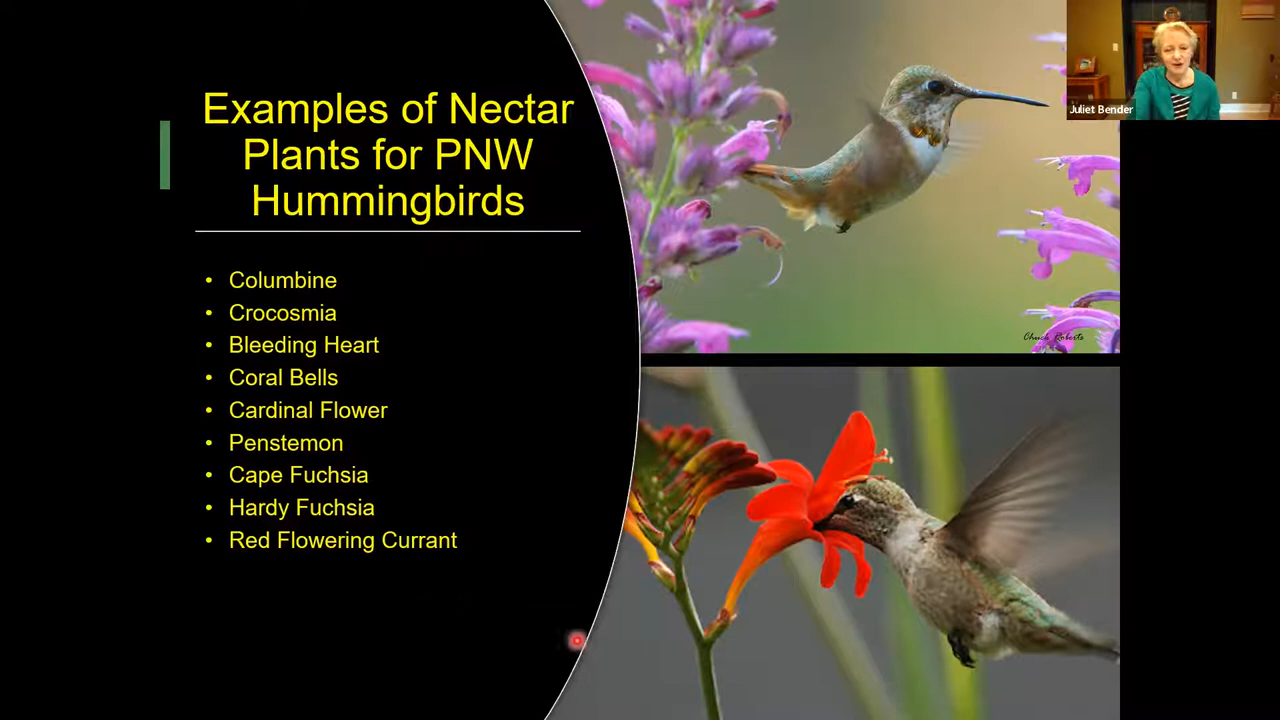 Examples of Nectar
Plants for PNW
Hummingbirds
• Columbine
• Crocosmia
• Bleeding Heart
• Coral Bells
• Cardinal Flower
• Penstemon
• Cape Fuchsia
• Hardy Fuchsia
• Red Flowering Currant
Juliet Bender
Chuck Roberts